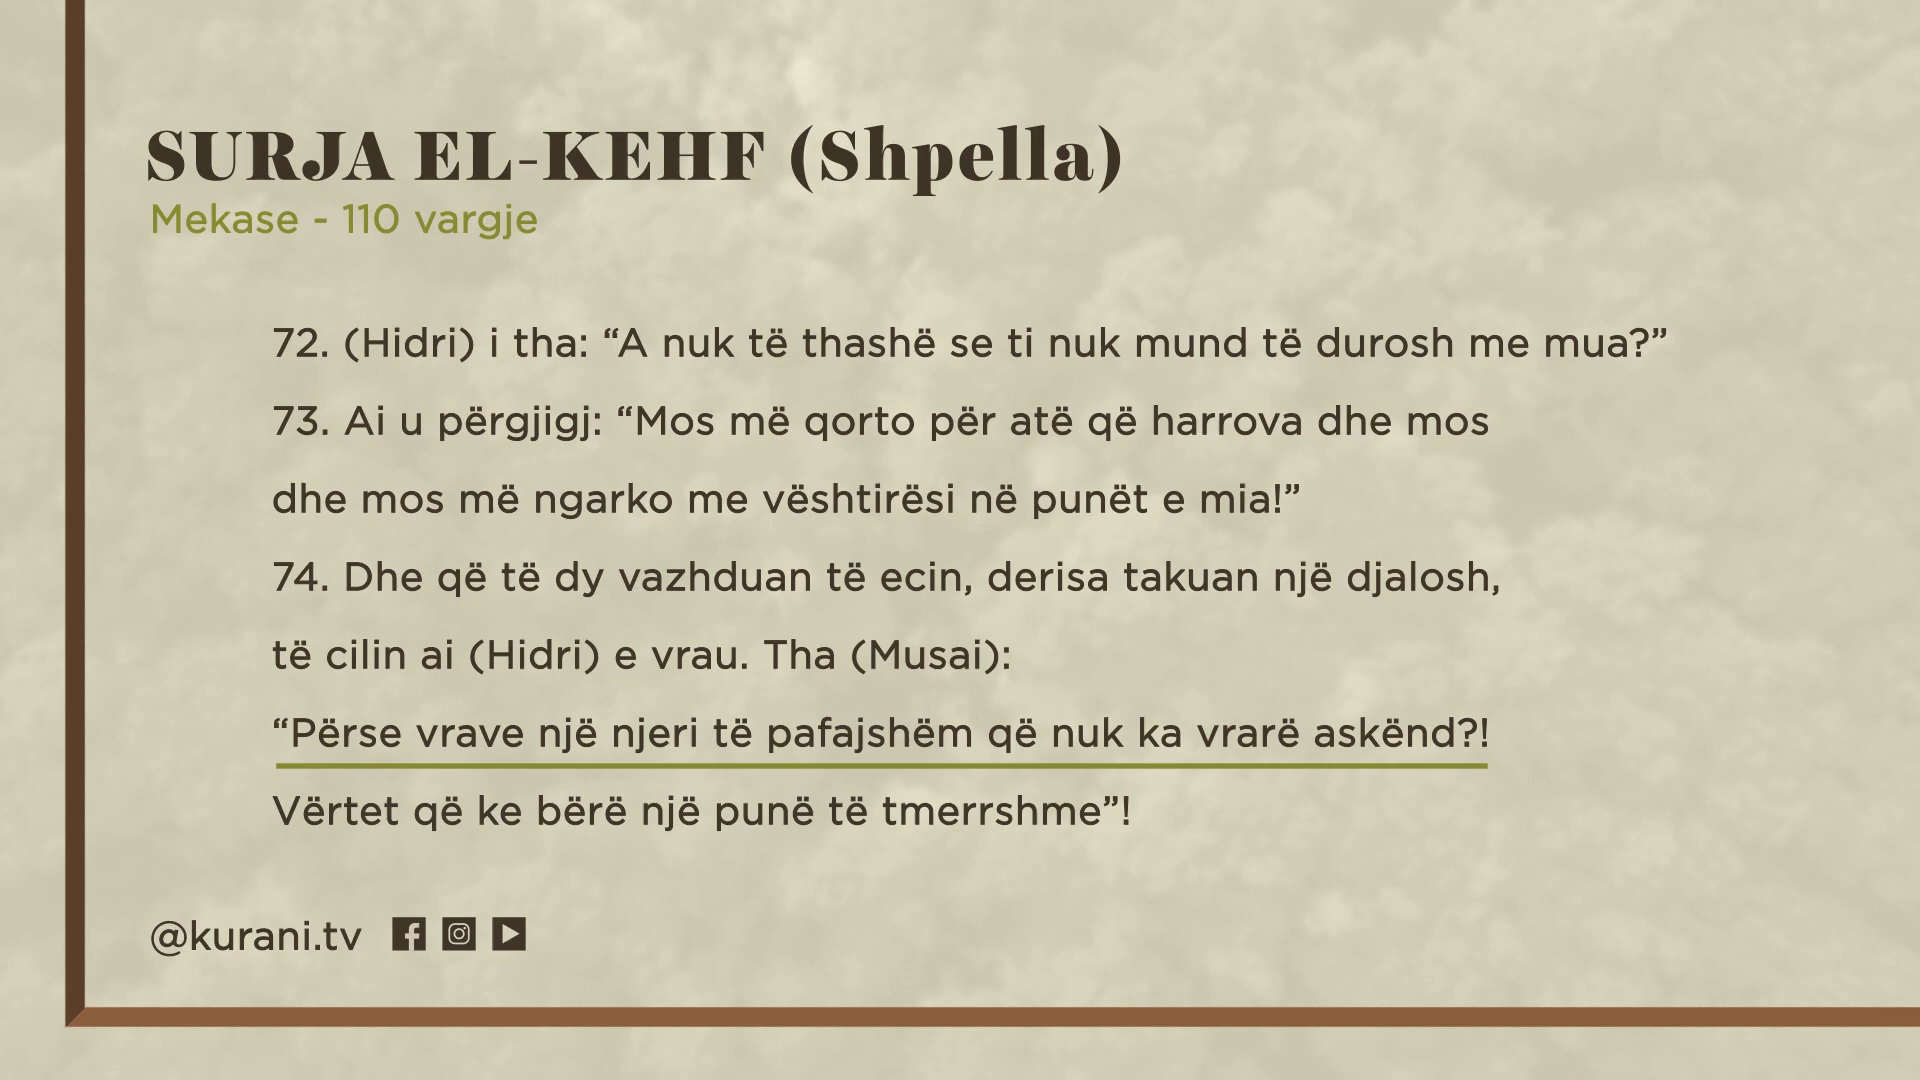 SURJA EL-KEHF (Shpella)
Mekase - 110 vargje
72. (Hidri) i tha: “A nuk të thashë se ti nuk mund të durosh me mua?”
73. Ai u përgjigj: “Mos më qorto për atë që harrova dhe mos
dhe mos më ngarko me vështirësi në punët e mia!”
74. Dhe që të dy vazhduan të ecin, derisa takuan një djalosh,
të cilin ai (Hidri) e vrau. Tha (Musai):
“Përse vrave një njeri të pafajshëm që nuk ka vrarë askënd?!
Vërtet që ke bërë një punë të tmerrshme”!
@kurani.tv